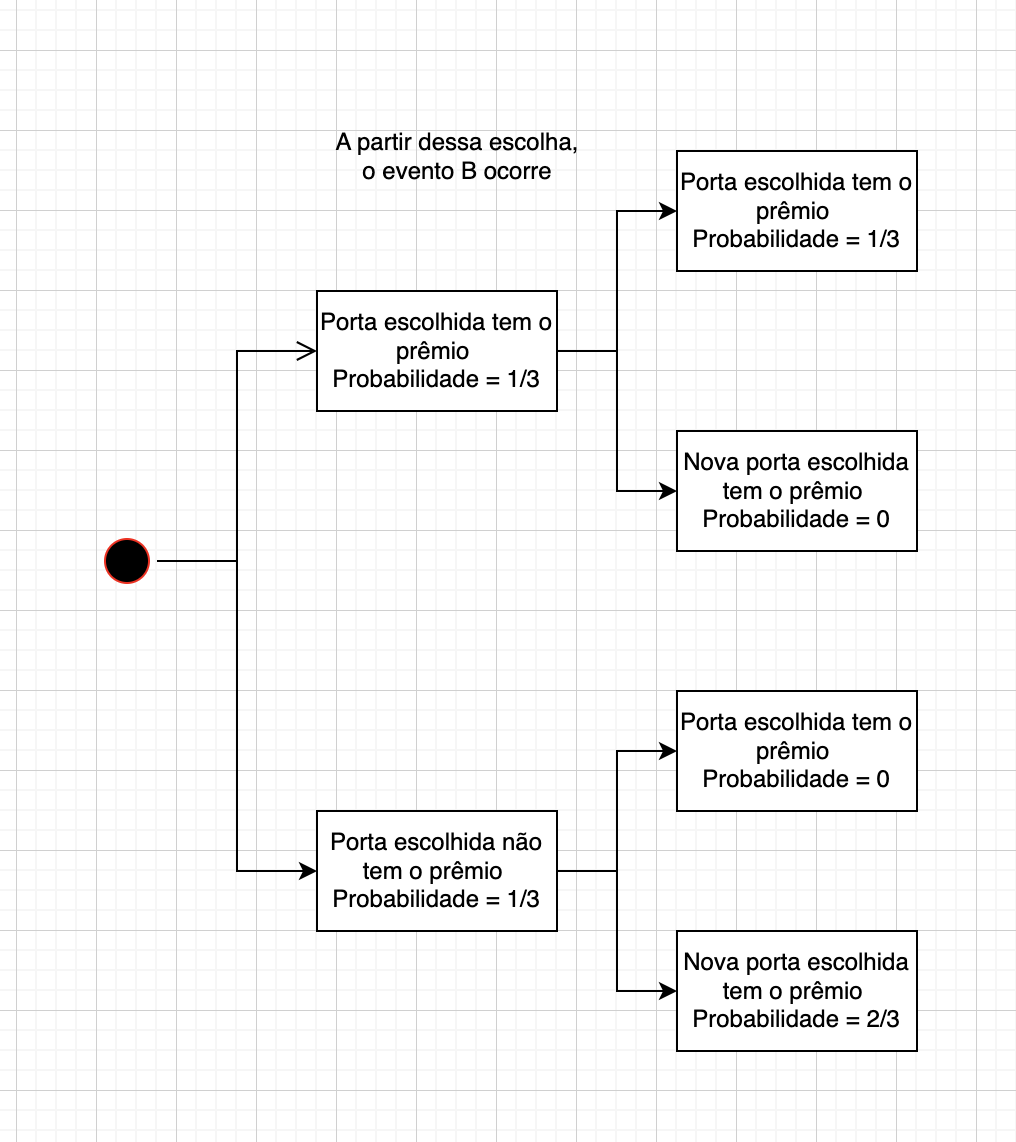 A partir dessa escolha,
o evento B ocorre
Porta escolhida tem o
prêmio
Probabilidade = 1/3
Porta escolhida tem o
prêmio
Probabilidade = 1/3
Nova porta escolhida
tem o prêmio
Probabilidade = 0
Porta escolhida tem o
prêmio
Probabilidade = 0
Porta escolhida não
tem o prêmio
Probabilidade = 1/3
Nova porta escolhida
tem o prêmio
Probabilidade = 2/3